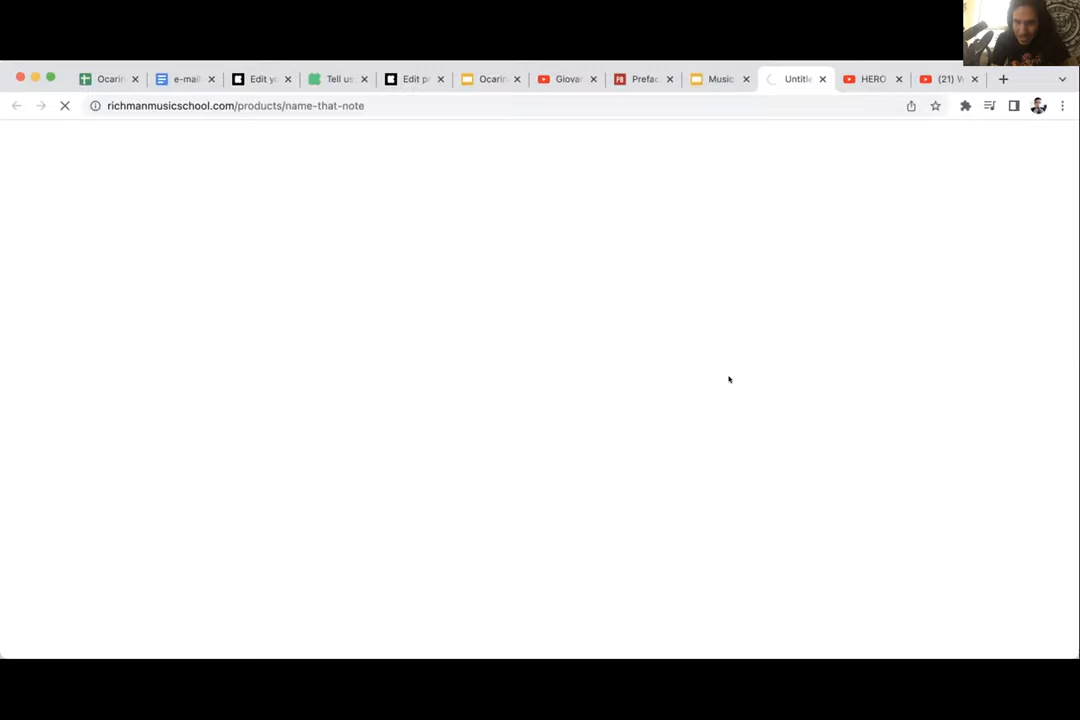 Ocarin e-mail Edit yo Tell us Edit pr Ocarin Giovan Prefac Music Untitle HERO (21) W
richmanmusicschool.com/products/name-that-note